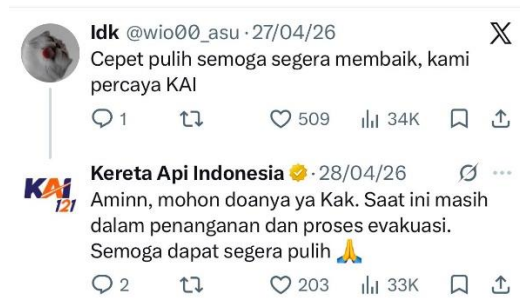 Idk @wio00_asu · 27/04/26
Cepet pulih semoga segera membaik, kami
percaya KAI
1 509 34K
KAI
121
Kereta Api Indonesia · 28/04/26
Aminn, mohon doanya ya Kak. Saat ini masih
dalam penanganan dan proses evakuasi.
Semoga dapat segera pulih 🙏
2 203 33K